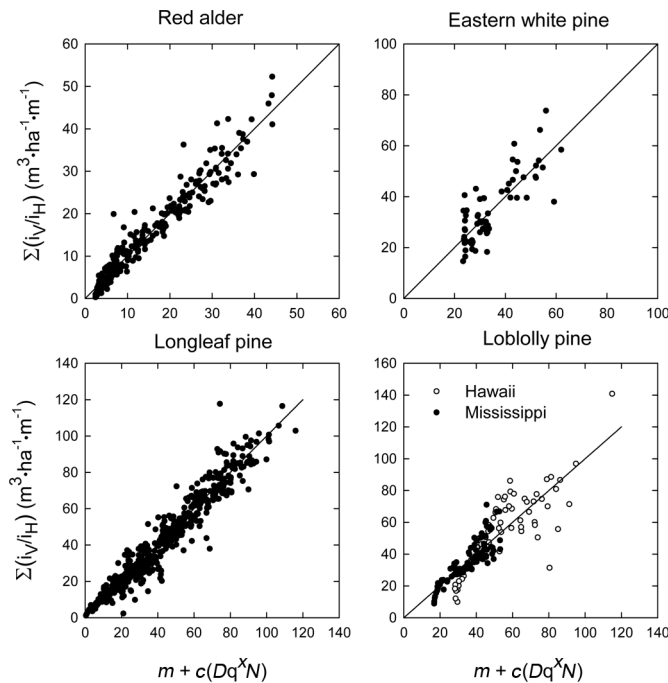 Red alder
Eastern white pine
60
50
40
30
20
10
0
0 10 20 30 40 50 60
100
80
60
40
20
0
0 20 40 60 80 100
Σ(iV/iH) (m³•ha⁻¹•m⁻¹)
Longleaf pine
Loblolly pine
140
120
100
80
60
40
20
0
0 20 40 60 80 100 120 140
160
140
120
100
80
60
40
20
0
0 20 40 60 80 100 120 140
Hawaii
Mississippi
Σ(iV/iH) (m³•ha⁻¹•m⁻¹)
m + c(DqˣN)
m + c(DqˣN)